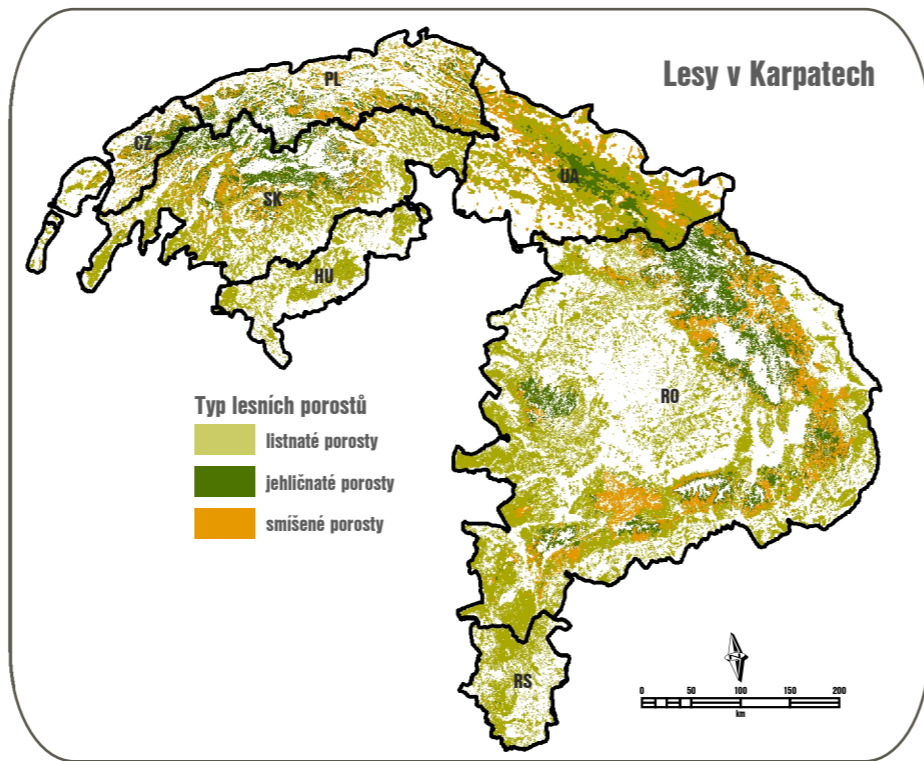 Lesy v Karpatech
PL
CZ
SK
UA
HU
RO
Typ lesních porostů
listnaté porosty
jehličnaté porosty
smíšené porosty
RS
0 50 100 150 200
km